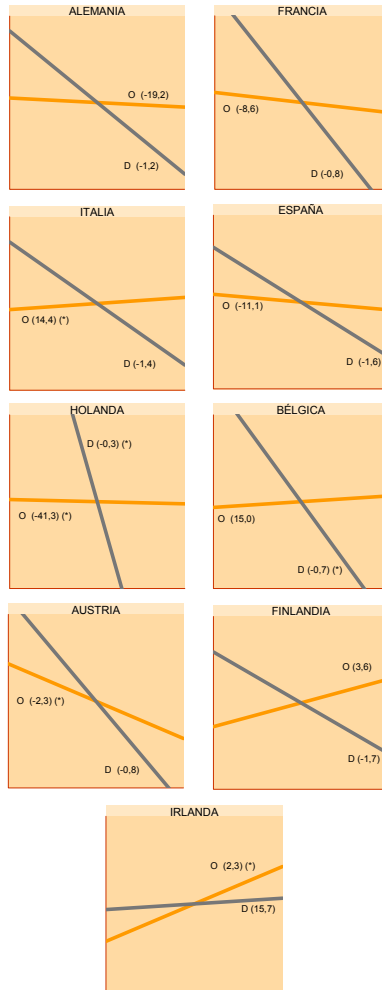 ALEMANIA
O (-19,2)
D (-1,2)
FRANCIA
O (-8,6)
D (-0,8)
ITALIA
O (14,4) (*)
D (-1,4)
ESPAÑA
O (-11,1)
D (-1,6)
HOLANDA
D (-0,3) (*)
O (-41,3) (*)
BÉLGICA
O (15,0)
D (-0,7) (*)
AUSTRIA
O (-2,3) (*)
D (-0,8)
FINLANDIA
O (3,6)
D (-1,7)
IRLANDA
O (2,3) (*)
D (15,7)